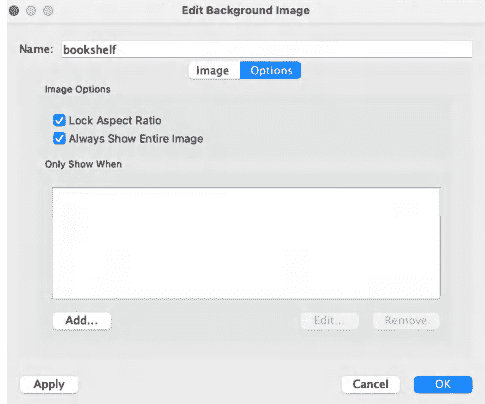 Edit Background Image
Name: bookshelf
Image Options
Image Options
Lock Aspect Ratio
Always Show Entire Image
Only Show When
Add...
Edit...
Remove
Apply
Cancel
OK